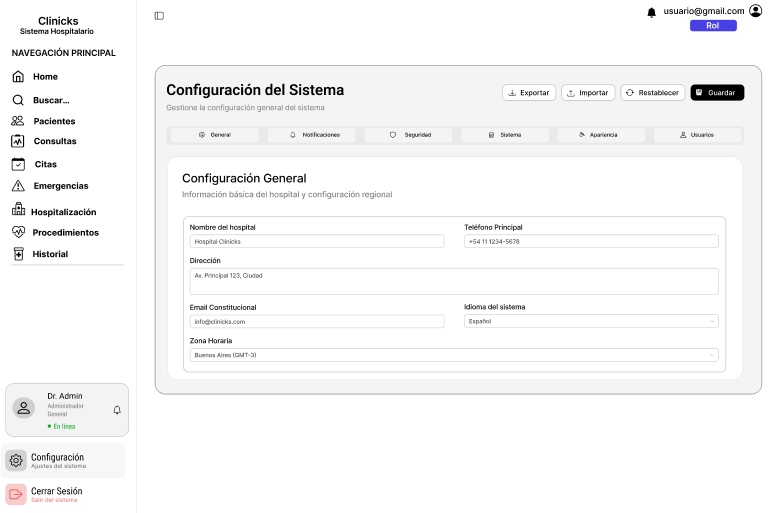 Clinicks
Sistema Hospitalario
NAVEGACIÓN PRINCIPAL
Home
Buscar...
Pacientes
Consultas
Citas
Emergencias
Hospitalización
Procedimientos
Historial
Dr. Admin
Administrador
General
En línea
Configuración
Ajustes del sistema
Cerrar Sesión
Salir del sistema
usuario@gmail.com
Rol
Configuración del Sistema
Gestione la configuración general del sistema
Exportar Importar Restablecer Guardar
General Notificaciones Seguridad Sistema Apariencia Usuarios
Configuración General
Información básica del hospital y configuración regional
Nombre del hospital Teléfono Principal
Hospital Clinicks +54 11 1234-5678
Dirección
Av. Principal 123, Ciudad
Email Constitucional Idioma del sistema
info@clinicks.com Español
Zona Horaria
Buenos Aires (GMT-3)